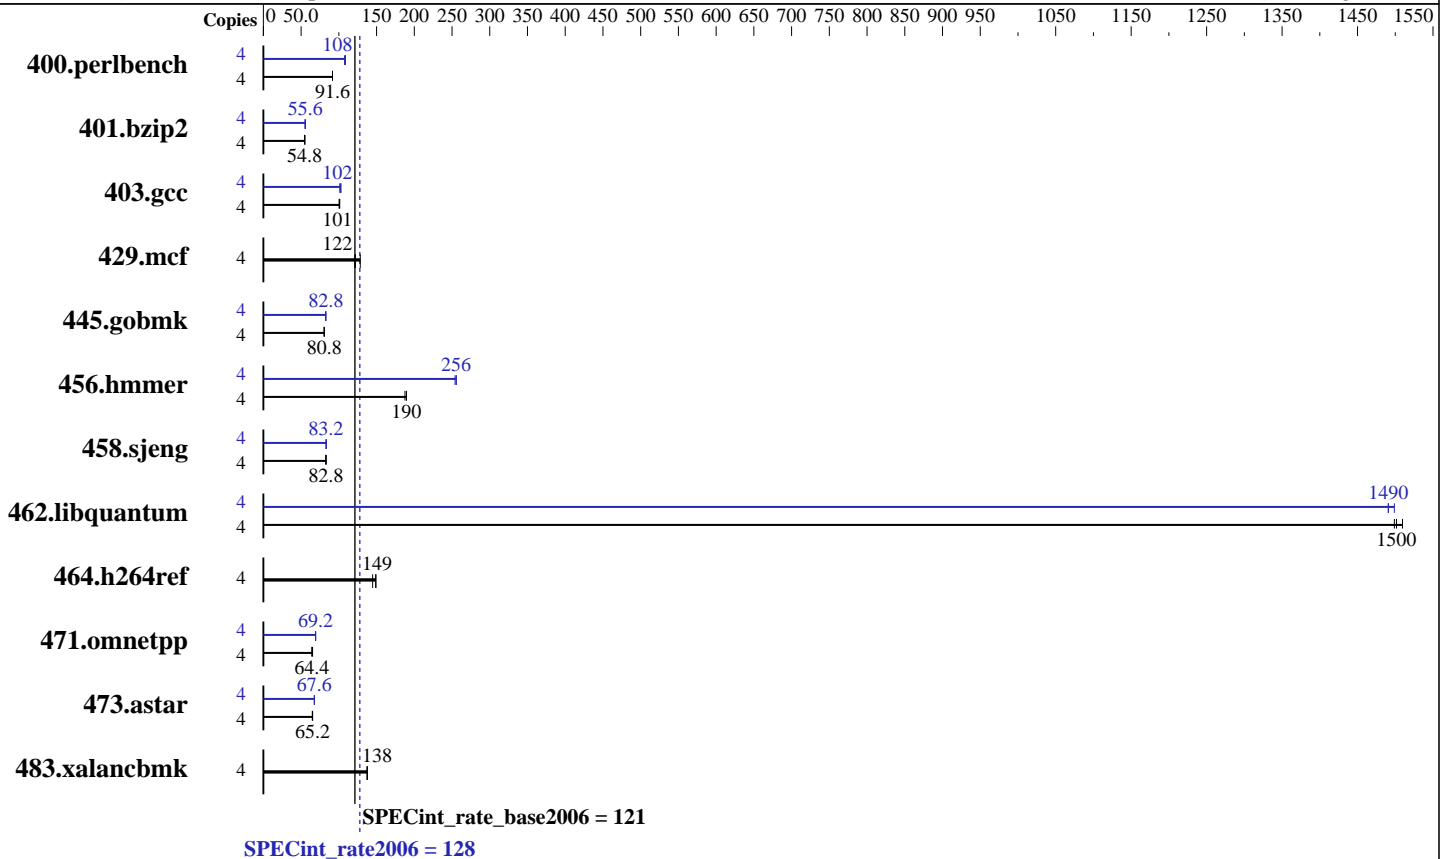 Copies 0 50.0 150 200 250 300 350 400 450 500 550 600 650 700 750 800 850 900 950 1050 1150 1250 1350 1450 1550
400.perlbench 4 108
4 91.6
401.bzip2 4 55.6
4 54.8
403.gcc 4 102
4 101
429.mcf 4 122
445.gobmk 4 82.8
4 80.8
456.hmmer 4 256
4 190
458.sjeng 4 83.2
4 82.8
462.libquantum 4 1490
4 1500
464.h264ref 4 149
471.omnetpp 4 69.2
4 64.4
473.astar 4 67.6
4 65.2
483.xalancbmk 4 138
SPECint_rate_base2006 = 121
SPECint_rate2006 = 128